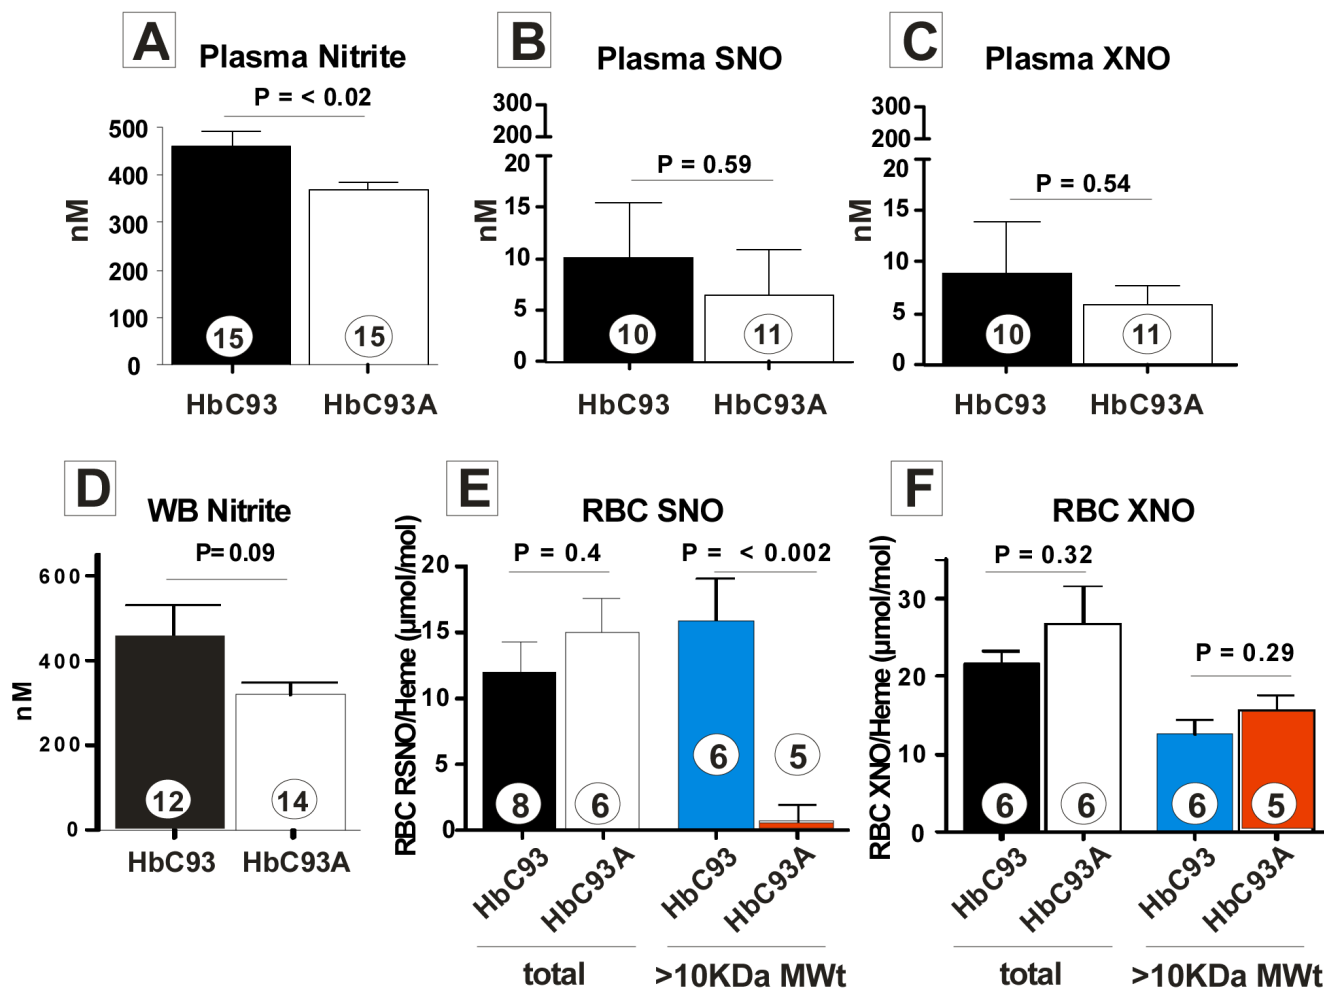 A
Plasma Nitrite
P = < 0.02
500
400
300
200
100
0
nM
15
15
HbC93
HbC93A
B
Plasma SNO
300
200
20
15
10
5
0
nM
P = 0.59
10
11
HbC93
HbC93A
C
Plasma XNO
300
200
20
15
10
5
0
nM
P = 0.54
10
11
HbC93
HbC93A
D
WB Nitrite
P= 0.09
600
400
200
0
nM
12
14
HbC93
HbC93A
E
RBC SNO
P = 0.4
P = < 0.002
RBC RSNO/Heme (µmol/mol)
20
15
10
5
0
8
6
6
5
HbC93
HbC93A
HbC93
HbC93A
total
>10KDa MWt
F
RBC XNO
P = 0.32
P = 0.29
RBC XNO/Heme (µmol/mol)
30
20
10
0
6
6
6
5
HbC93
HbC93A
HbC93
HbC93A
total
>10KDa MWt